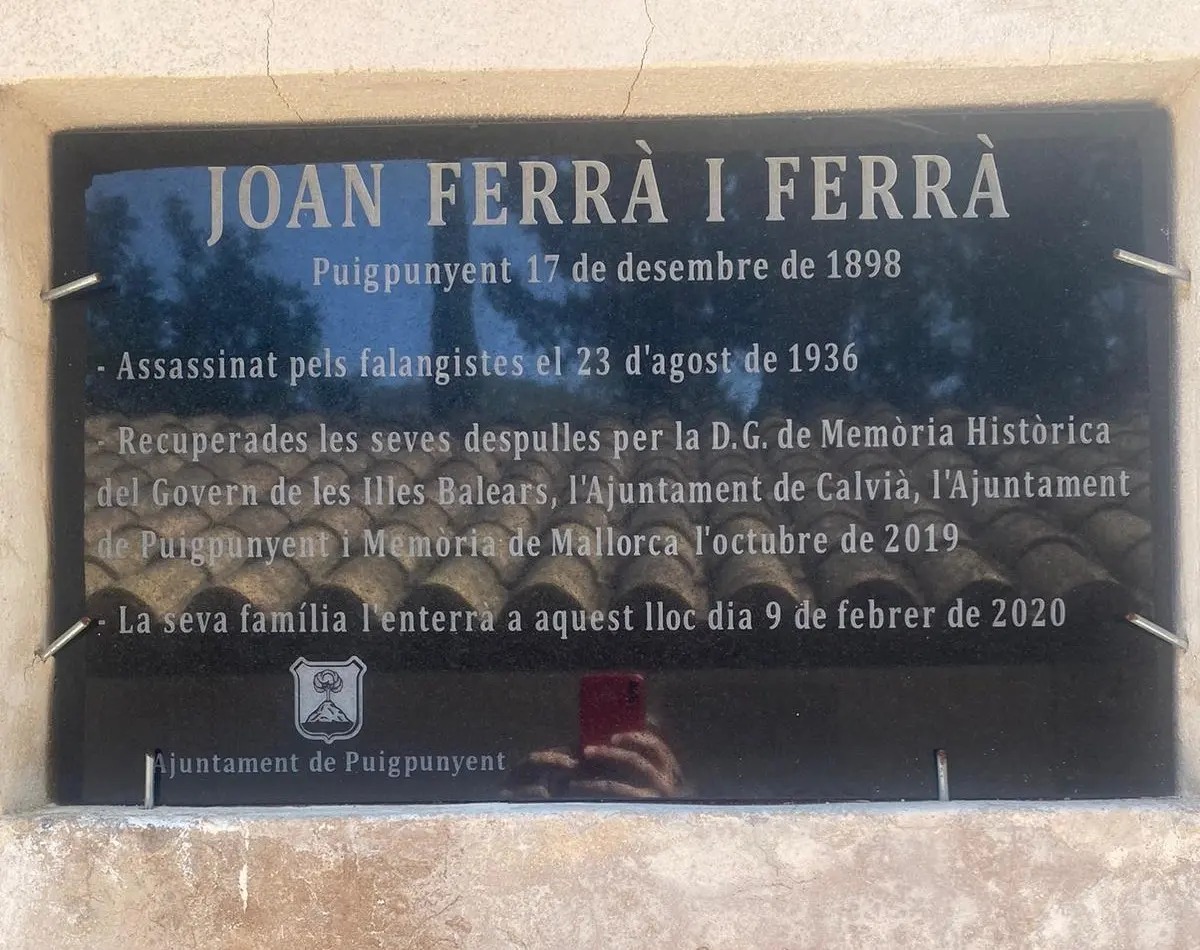 JOAN FERRÀ I FERRÀ
Puigpunyent 17 de desembre de 1898
- Assassinat pels falangistes el 23 d'agost de 1936
- Recuperades les seves despulles per la D.G. de Memòria Històrica
del Govern de les Illes Balears, l'Ajuntament de Calvià, l'Ajuntament
de Puigpunyent i Memòria de Mallorca l'octubre de 2019
- La seva família l'enterrà a aquest lloc dia 9 de febrer de 2020
Ajuntament de Puigpunyent